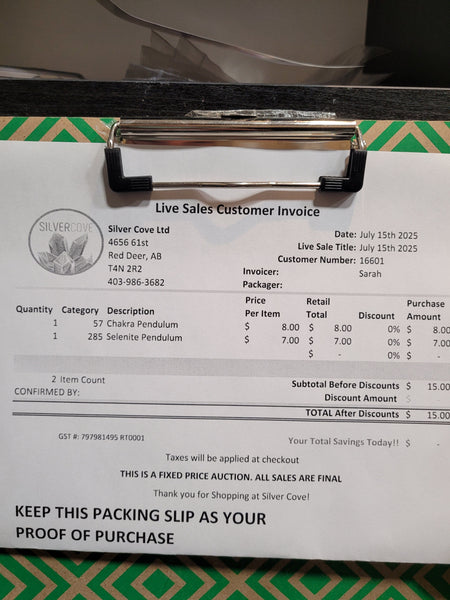 Live Sales Customer Invoice
SILVERCOVE
Silver Cove Ltd
4656 61st
Red Deer, AB
T4N 2R2
403-986-3682
Date: July 15th 2025
Live Sale Title: July 15th 2025
Customer Number: 16601
Invoicer: Sarah
Packager:
Quantity Category Description Price Per Item Retail Total Discount Purchase Amount
1 57 Chakra Pendulum $ 8.00 $ 8.00 0% $ 8.00
1 285 Selenite Pendulum $ 7.00 $ 7.00 0% $ 7.00
$ - 0% $ -
2 Item Count
Subtotal Before Discounts $ 15.00
CONFIRMED BY:
Discount Amount $ -
TOTAL After Discounts $ 15.00
GST #: 797981495 RT0001
Your Total Savings Today!! $ -
Taxes will be applied at checkout
THIS IS A FIXED PRICE AUCTION. ALL SALES ARE FINAL
Thank you for Shopping at Silver Cove!
KEEP THIS PACKING SLIP AS YOUR
PROOF OF PURCHASE